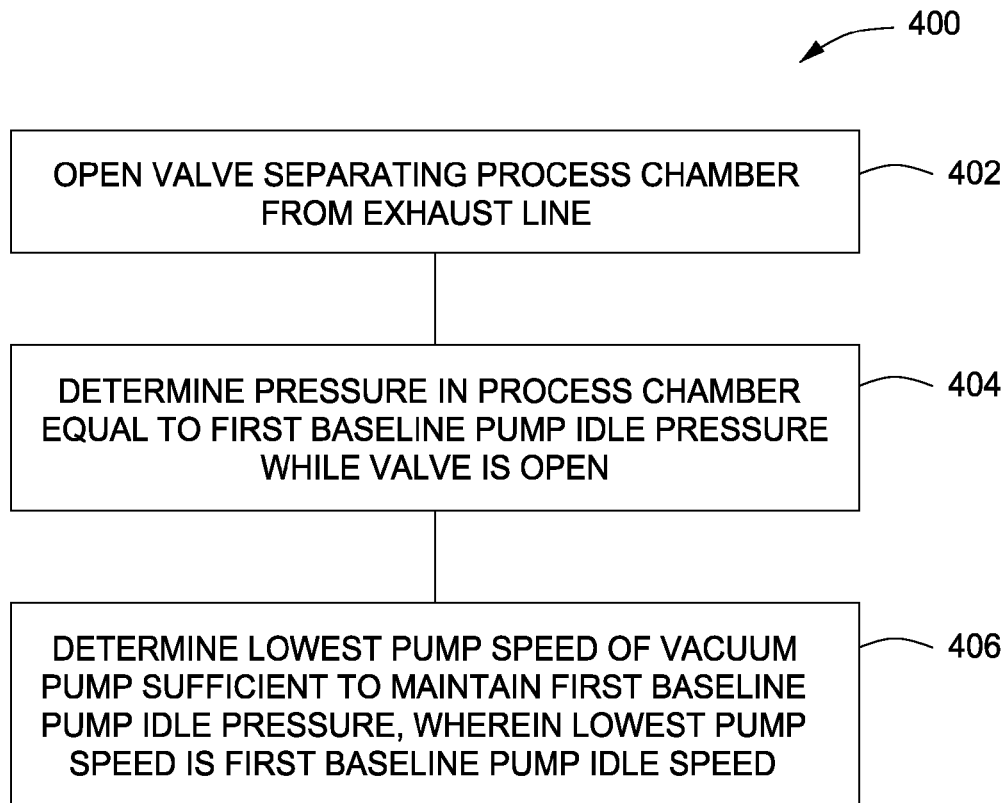 400
OPEN VALVE SEPARATING PROCESS CHAMBER
FROM EXHAUST LINE
402
DETERMINE PRESSURE IN PROCESS CHAMBER
EQUAL TO FIRST BASELINE PUMP IDLE PRESSURE
WHILE VALVE IS OPEN
404
DETERMINE LOWEST PUMP SPEED OF VACUUM
PUMP SUFFICIENT TO MAINTAIN FIRST BASELINE
PUMP IDLE PRESSURE, WHEREIN LOWEST PUMP
SPEED IS FIRST BASELINE PUMP IDLE SPEED
406